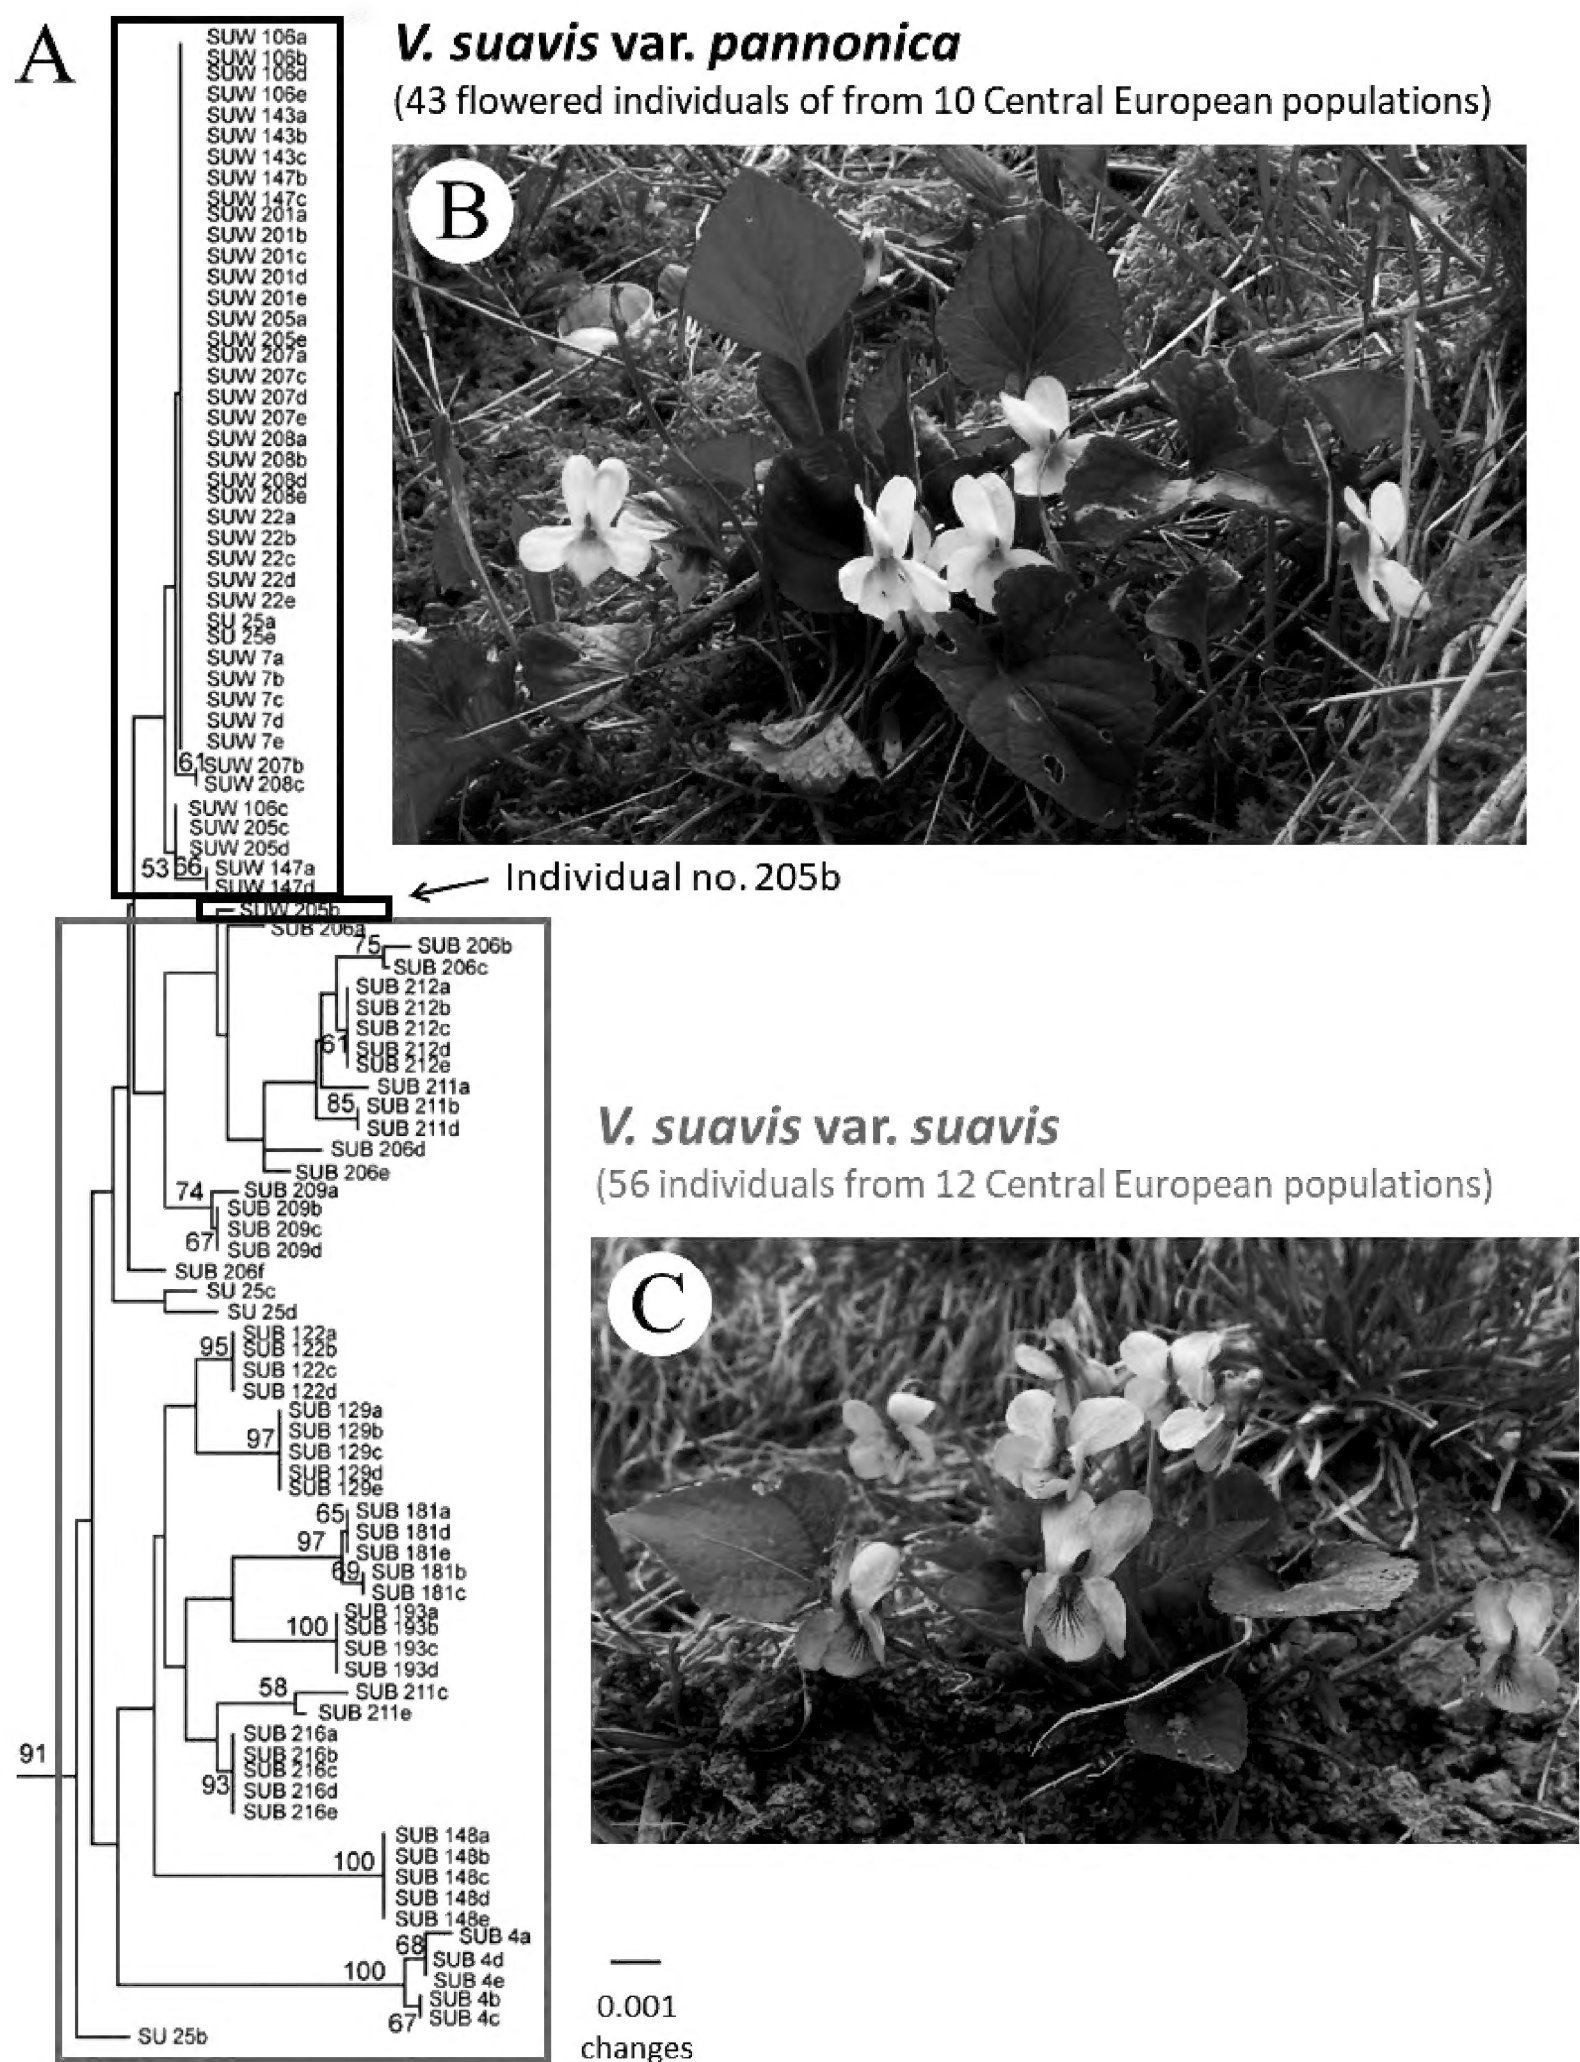 A
V. suavis var. pannonica
(43 flowered individuals of from 10 Central European populations)
B
SUW 106a
SUW 106b
SUW 106d
SUW 106e
SUW 143a
SUW 143b
SUW 143c
SUW 147b
SUW 147c
SUW 201a
SUW 201b
SUW 201c
SUW 201d
SUW 201e
SUW 205a
SUW 205e
SUW 207a
SUW 207c
SUW 207d
SUW 207e
SUW 208a
SUW 208b
SUW 208d
SUW 208e
SUW 22a
SUW 22b
SUW 22c
SUW 22d
SUW 22e
SU 25a
SU 25e
SUW 7a
SUW 7b
SUW 7c
SUW 7d
SUW 7e
61
SUW 207b
SUW 208c
SUW 106c
SUW 205c
SUW 205d
53
66
SUW 147a
SUW 147d
Individual no. 205b
SUW 205b
SUB 206a
75
SUB 206b
SUB 206c
SUB 212a
SUB 212b
SUB 212c
61
SUB 212d
SUB 212e
SUB 211a
85
SUB 211b
SUB 211d
SUB 206d
SUB 206e
V. suavis var. suavis
(56 individuals from 12 Central European populations)
C
74
SUB 209a
SUB 209b
SUB 209c
67
SUB 209d
SUB 206f
SU 25c
SU 25d
SUB 122a
95
SUB 122b
SUB 122c
SUB 122d
SUB 129a
SUB 129b
97
SUB 129c
SUB 129d
SUB 129e
65
SUB 181a
SUB 181d
97
SUB 181e
69
SUB 181b
SUB 181c
SUB 193a
100
SUB 193b
SUB 193c
SUB 193d
58
SUB 211c
SUB 211e
SUB 216a
SUB 216b
91
SUB 216c
93
SUB 216d
SUB 216e
SUB 148a
SUB 148b
100
SUB 148c
SUB 148d
SUB 148e
SUB 4a
68
SUB 4d
100
SUB 4e
SUB 4b
67
SUB 4c
SU 25b
0.001
changes